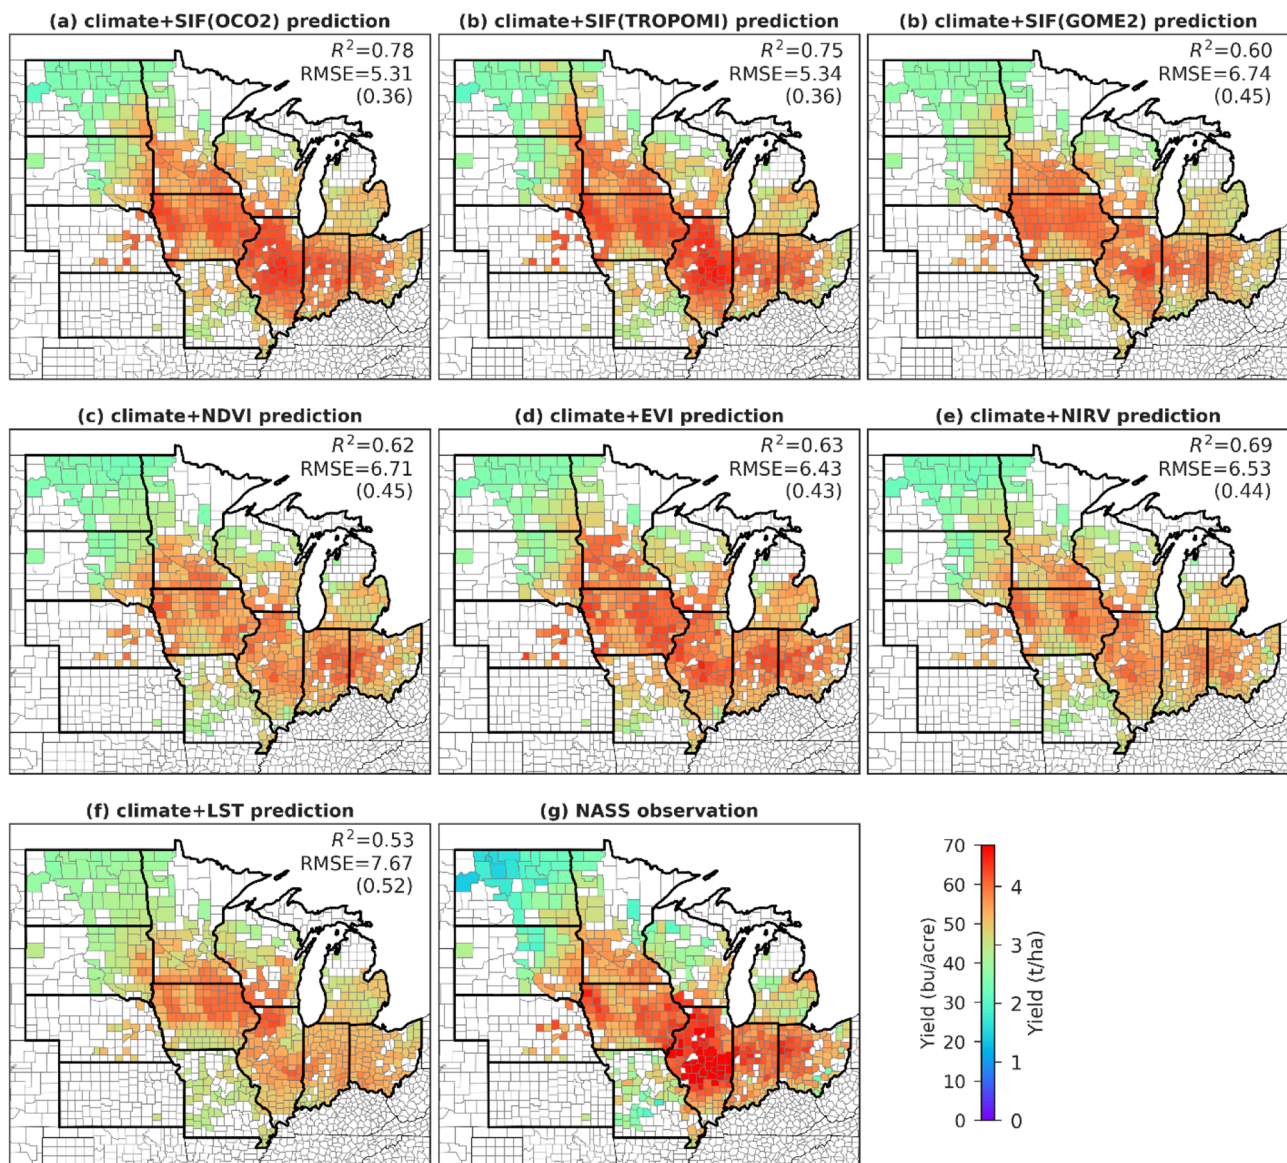 (a) climate+SIF(OCO2) prediction
R²=0.78
RMSE=5.31
(0.36)
(b) climate+SIF(TROPOMI) prediction
R²=0.75
RMSE=5.34
(0.36)
(b) climate+SIF(GOME2) prediction
R²=0.60
RMSE=6.74
(0.45)
(c) climate+NDVI prediction
R²=0.62
RMSE=6.71
(0.45)
(d) climate+EVI prediction
R²=0.63
RMSE=6.43
(0.43)
(e) climate+NIRV prediction
R²=0.69
RMSE=6.53
(0.44)
(f) climate+LST prediction
R²=0.53
RMSE=7.67
(0.52)
(g) NASS observation
Yield (bu/acre)
70
60
50
40
30
20
10
0
4
3
2
1
0
Yield (t/ha)